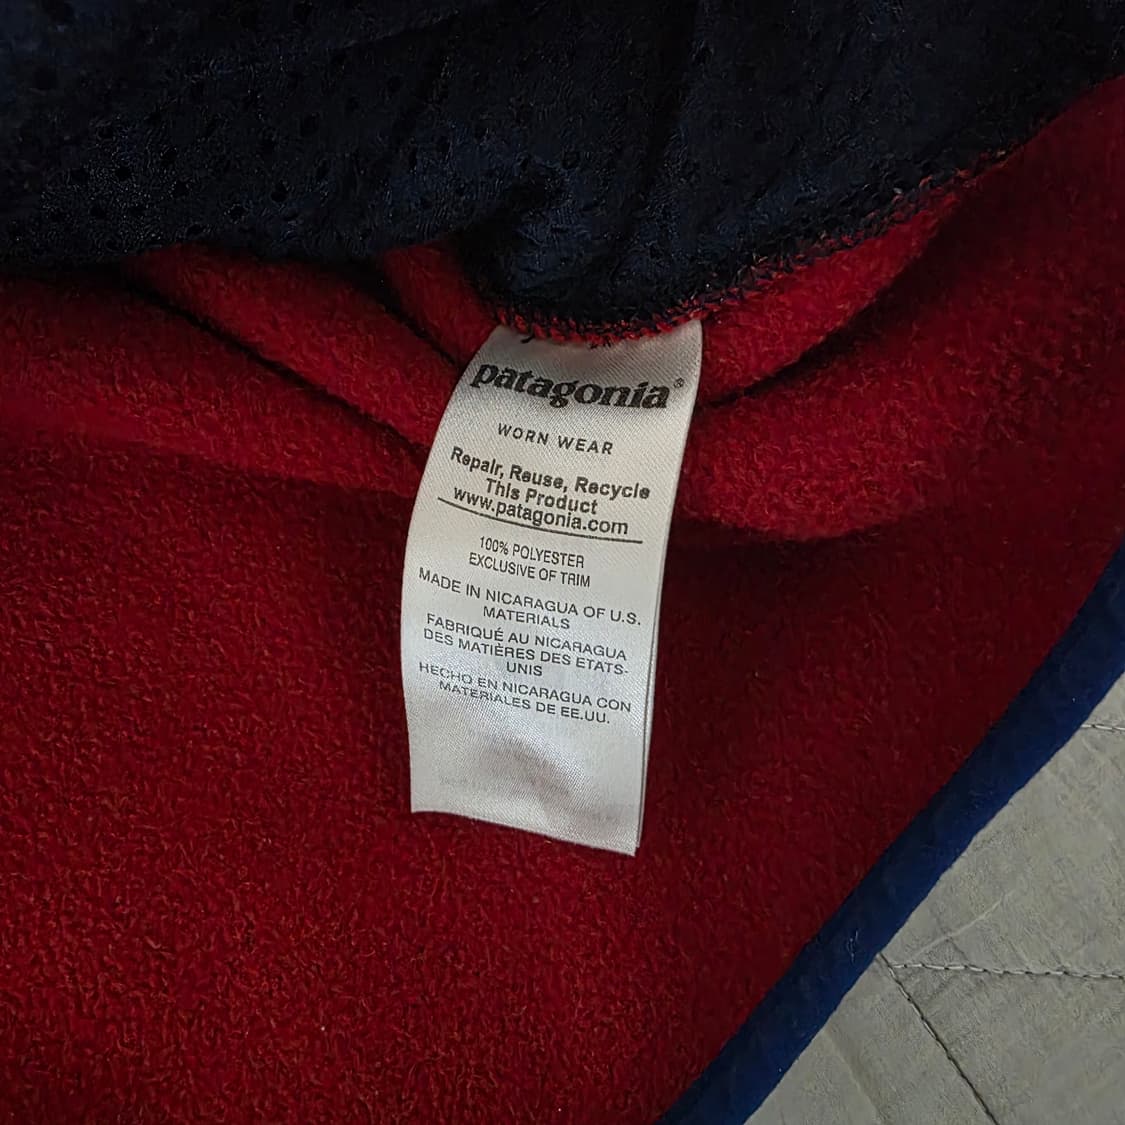 patagonia®
WORN WEAR
Repair, Reuse, Recycle
This Product
www.patagonia.com
100% POLYESTER
EXCLUSIVE OF TRIM
MADE IN NICARAGUA OF U.S.
MATERIALS
FABRIQUÉ AU NICARAGUA
DES MATIÈRES DES ETATS-
UNIS
HECHO EN NICARAGUA CON
MATERIALES DE EE.UU.